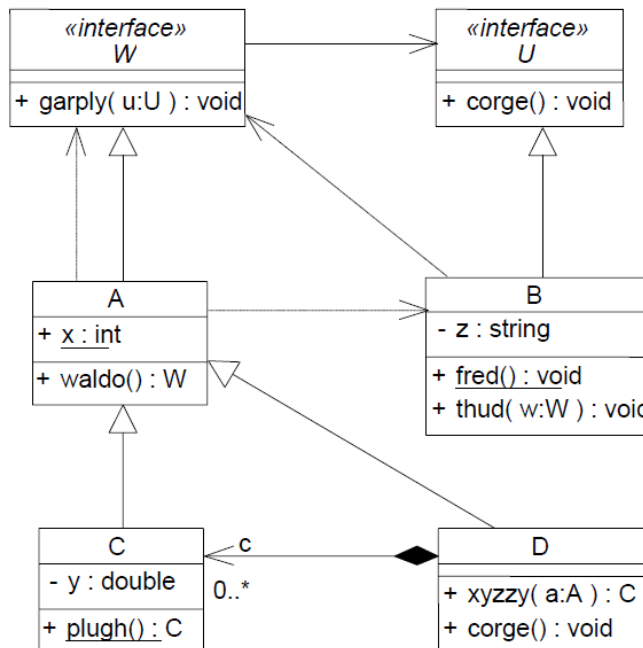 «interface»
W
+ garply( u:U ) : void
«interface»
U
+ corge() : void
A
+ x : int
+ waldo() : W
B
- z : string
+ fred() : void
+ thud( w:W ) : void
C
- y : double
+ plugh() : C
c
0..*
D
+ xyzzy( a:A ) : C
+ corge() : void